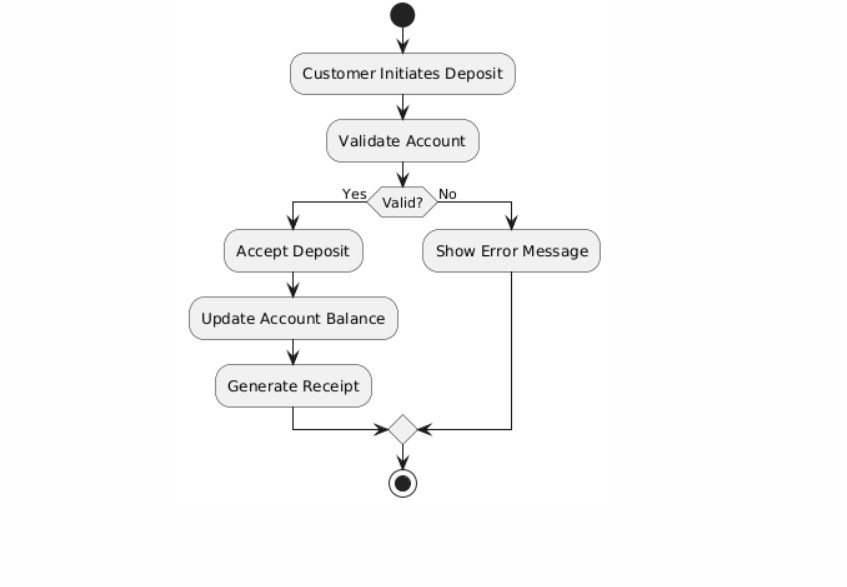 Customer Initiates Deposit
Validate Account
Yes
Valid?
No
Accept Deposit
Show Error Message
Update Account Balance
Generate Receipt